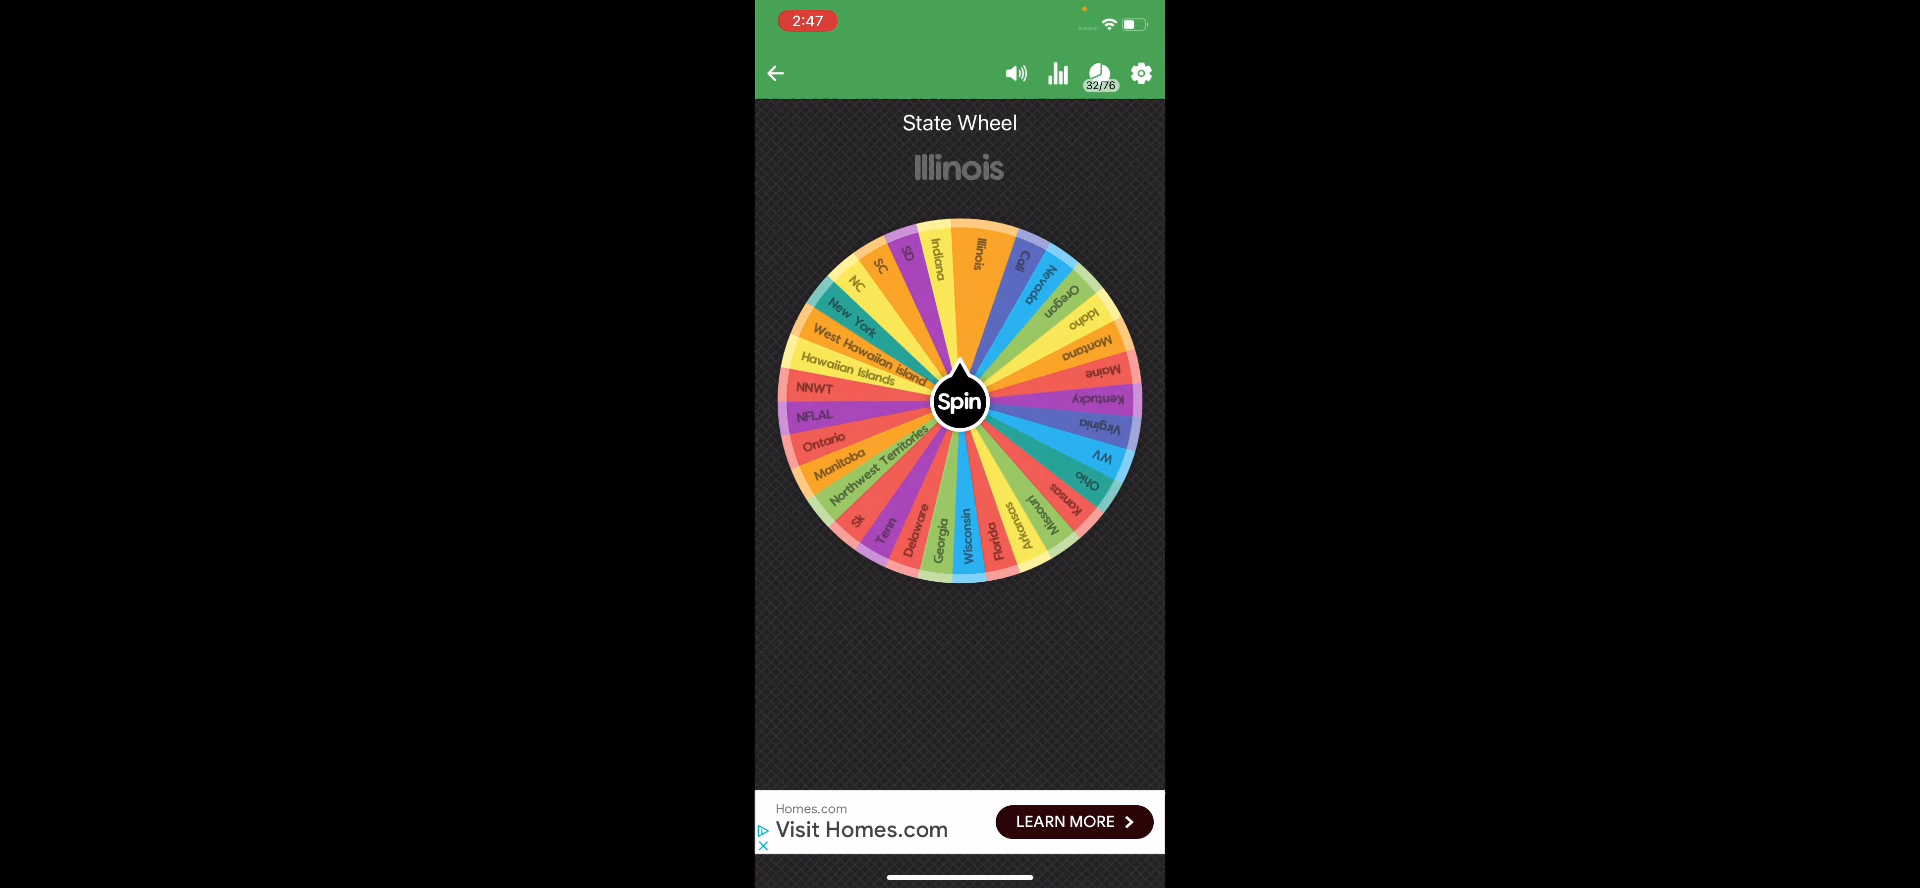 2:47
32/76
State Wheel
Illinois
Illinois
Cali
Nevada
Oregon
Idaho
Montana
Maine
Kentucky
Virginia
WV
Ohio
Kansas
Missouri
Arkansas
Florida
Wisconsin
Georgia
Delaware
Tenn
Sk
Northwest Territories
Manitoba
Ontario
NFLAL
NNWT
Hawaiian Islands
West Hawaiian island
New York
NC
SC
SD
Indiana
Spin
Homes.com
Visit Homes.com
LEARN MORE